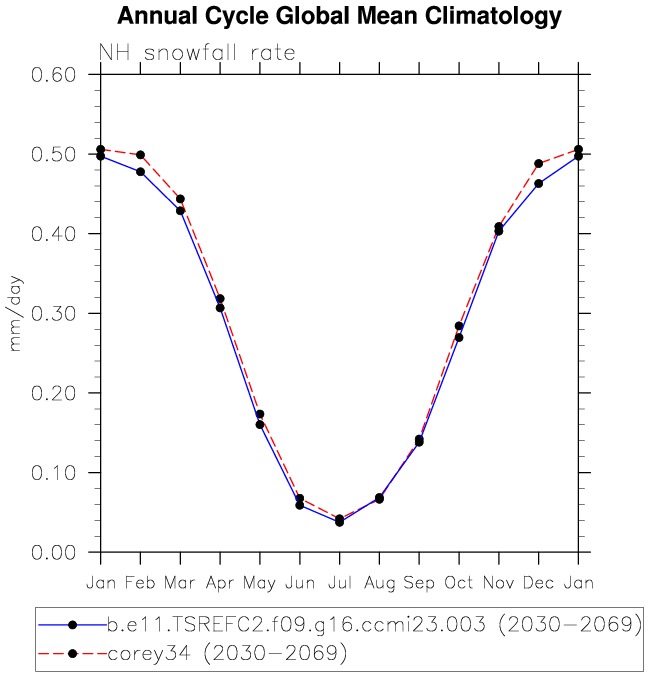 Annual Cycle Global Mean Climatology
NH snowfall rate
0.60
0.50
0.40
0.30
0.20
0.10
0.00
mm/day
Jan Feb Mar Apr May Jun Jul Aug Sep Oct Nov Dec Jan
b.e11.TSREFC2.f09.g16.ccmi23.003 (2030-2069)
corey34 (2030-2069)